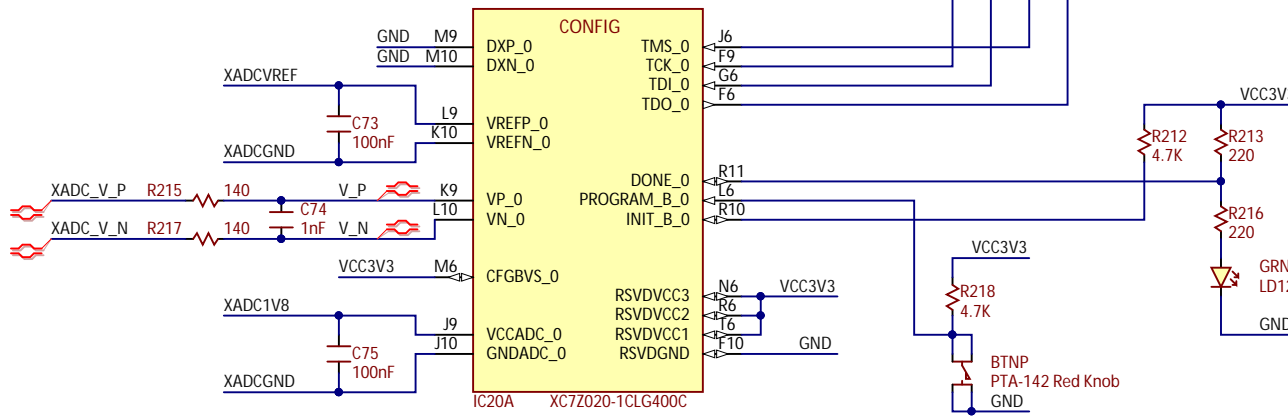 CONFIG
GND M9 DXP_0
GND M10 DXN_0
TMS_0 J6
TCK_0 F9
TDI_0 G6
TDO_0 F6
XADCVREF
C73
100nF
L9 VREFP_0
K10 VREFN_0
XADCGND
XADC_V_P R215 140 V_P K9 VP_0
C74
1nF
XADC_V_N R217 140 V_N L10 VN_0
VCC3V3 M6 CFGBVS_0
XADC1V8
J9 VCCADC_0
J10 GNDADC_0
C75
100nF
XADCGND
DONE_0 R11
PROGRAM_B_0 L6
INIT_B_0 R10
RSVDVCC3 N6 VCC3V3
RSVDVCC2 R6
RSVDVCC1 T6
RSVDGND F10 GND
IC20A XC7Z020-1CLG400C
VCC3V
R212
4.7K
R213
220
R216
220
VCC3V3
R218
4.7K
GRN
LD12
GND
BTNP
PTA-142 Red Knob
GND